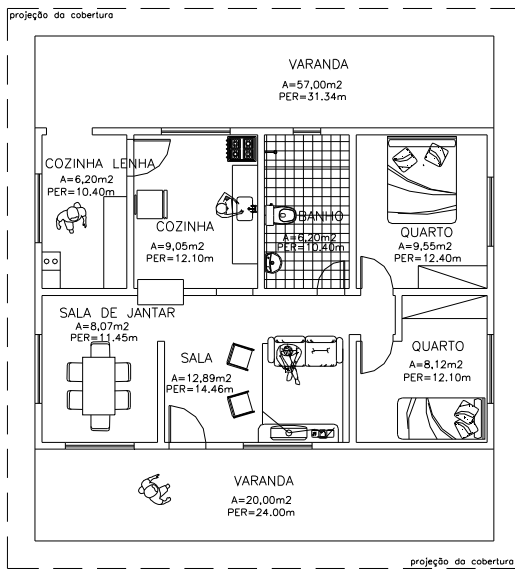 projeção da cobertura
VARANDA
A=57,00m2
PER=31.34m
COZINHA LENHA
A=6,20m2
PER=10.40m
COZINHA
A=9,05m2
PER=12.10m
BANHO
A=6,20m2
PER=10.40m
QUARTO
A=9,55m2
PER=12.40m
SALA DE JANTAR
A=8,07m2
PER=11.45m
SALA
A=12,89m2
PER=14.46m
QUARTO
A=8,12m2
PER=12.10m
VARANDA
A=20,00m2
PER=24.00m
projeção da cobertura